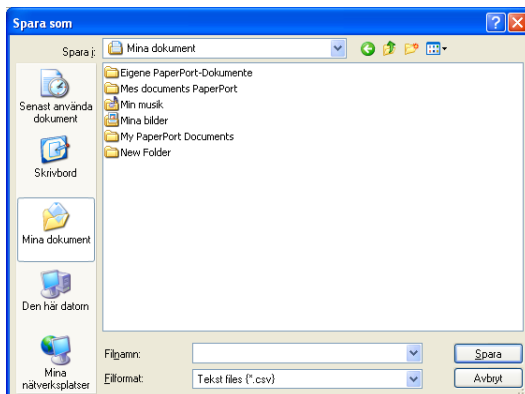 Spara som
Spara j:
Mina dokument
Senast använda
dokument
Skrivbord
Mina dokument
Den här datorn
Mina
nätverksplatser
Eigene PaperPort-Dokumente
Mes documents PaperPort
Min musik
Mina bilder
My PaperPort Documents
New Folder
Filnamn:
Spara
Filformat:
Tekst files (*.csv)
Avbryt